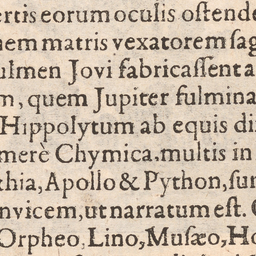 ertis eorum oculis oſtende
nem matris vexatorem ſag
ulmen Jovi fabricaſſent a
m, quem Jupiter fulmina
Hippolytum ab equis di
merè Chymica. multis in
thia, Apollo & Python, ſun
nvicem, ut narratum eſt. C
Orpheo, Lino, Muſæo, Ho